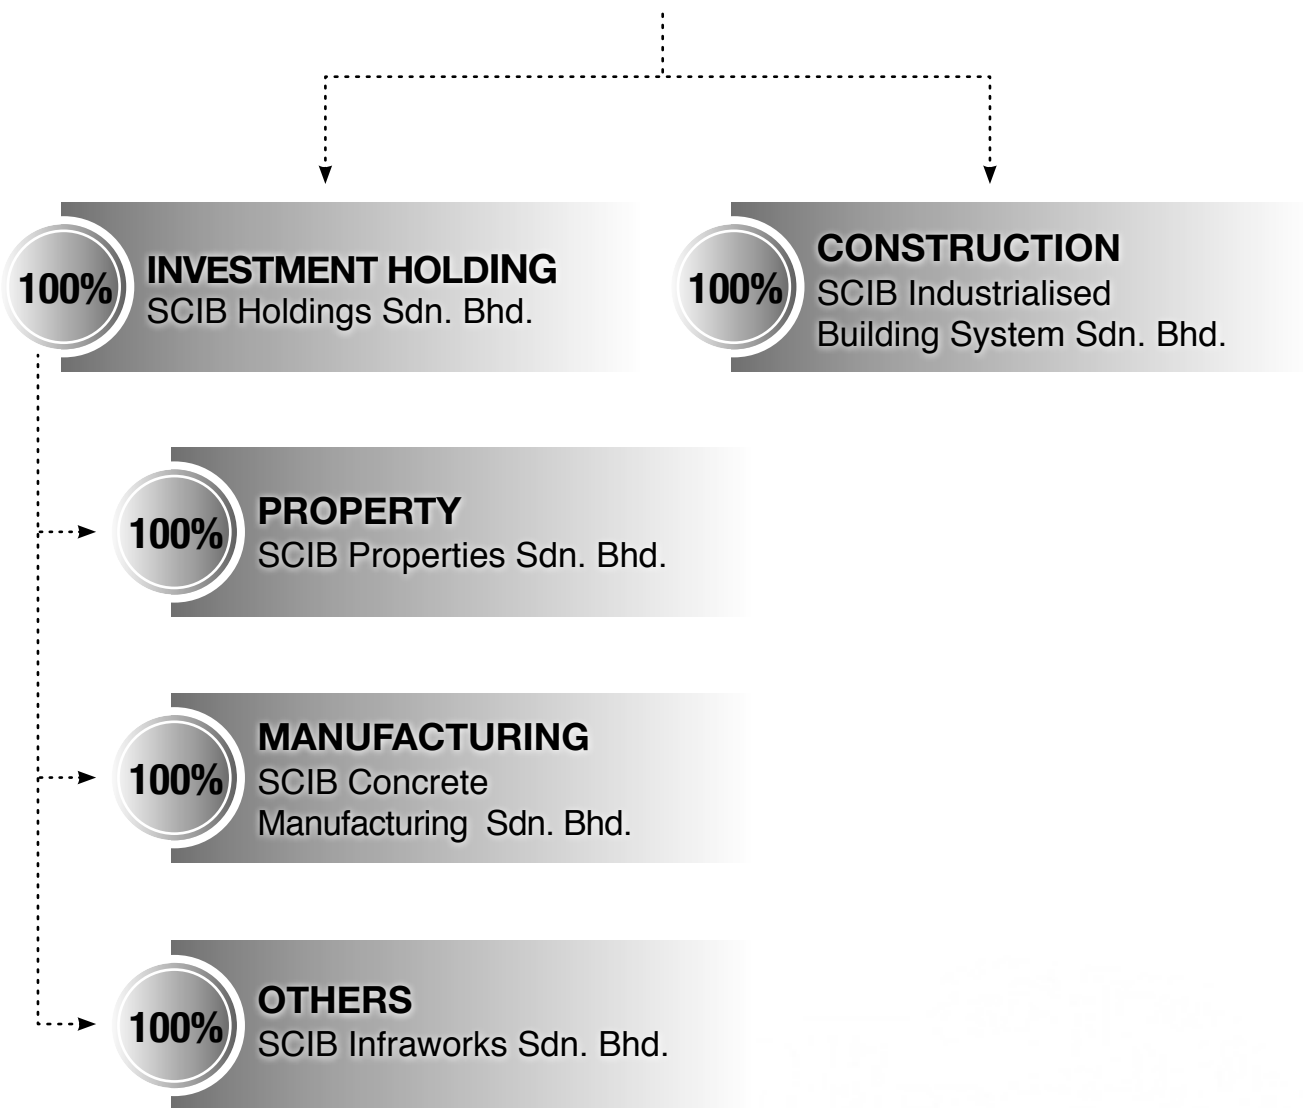 100%
INVESTMENT HOLDING
SCIB Holdings Sdn. Bhd.
100%
CONSTRUCTION
SCIB Industrialised
Building System Sdn. Bhd.
100%
PROPERTY
SCIB Properties Sdn. Bhd.
100%
MANUFACTURING
SCIB Concrete
Manufacturing  Sdn. Bhd.
100%
OTHERS
SCIB Infraworks Sdn. Bhd.